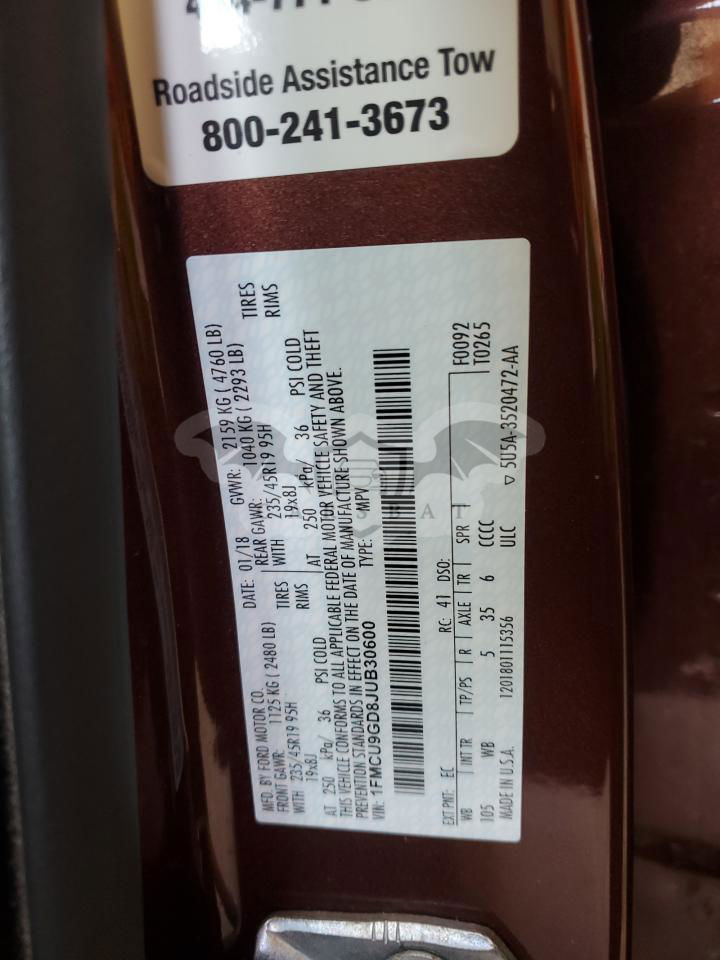 Roadside Assistance Tow
800-241-3673
MFD. BY FORD MOTOR CO.
DATE: 01/18 GVWR: 2159 KG ( 4760 LB)
FRONT GAWR: 1125 KG ( 2480 LB) REAR GAWR: 1040 KG ( 2293 LB)
WITH 235/45R19 95H TIRES WITH 235/45R19 95H TIRES
19x8J RIMS 19x8J RIMS
AT 250 kPa/ 36 PSI COLD AT 250 kPa/ 36 PSI COLD
THIS VEHICLE CONFORMS TO ALL APPLICABLE FEDERAL MOTOR VEHICLE SAFETY AND THEFT
PREVENTION STANDARDS IN EFFECT ON THE DATE OF MANUFACTURE SHOWN ABOVE.
VIN: 1FMCU9GD8JUB30600 TYPE: MPV
EXT PNT: EC RC: 41 DSO: F0092
WB INT TR TP/PS R AXLE TR SPR T0265
105 WB 5 35 6 CCCC
MADE IN U.S.A. 12018011 15356 ULC ▽ 5U5A-3520472-AA